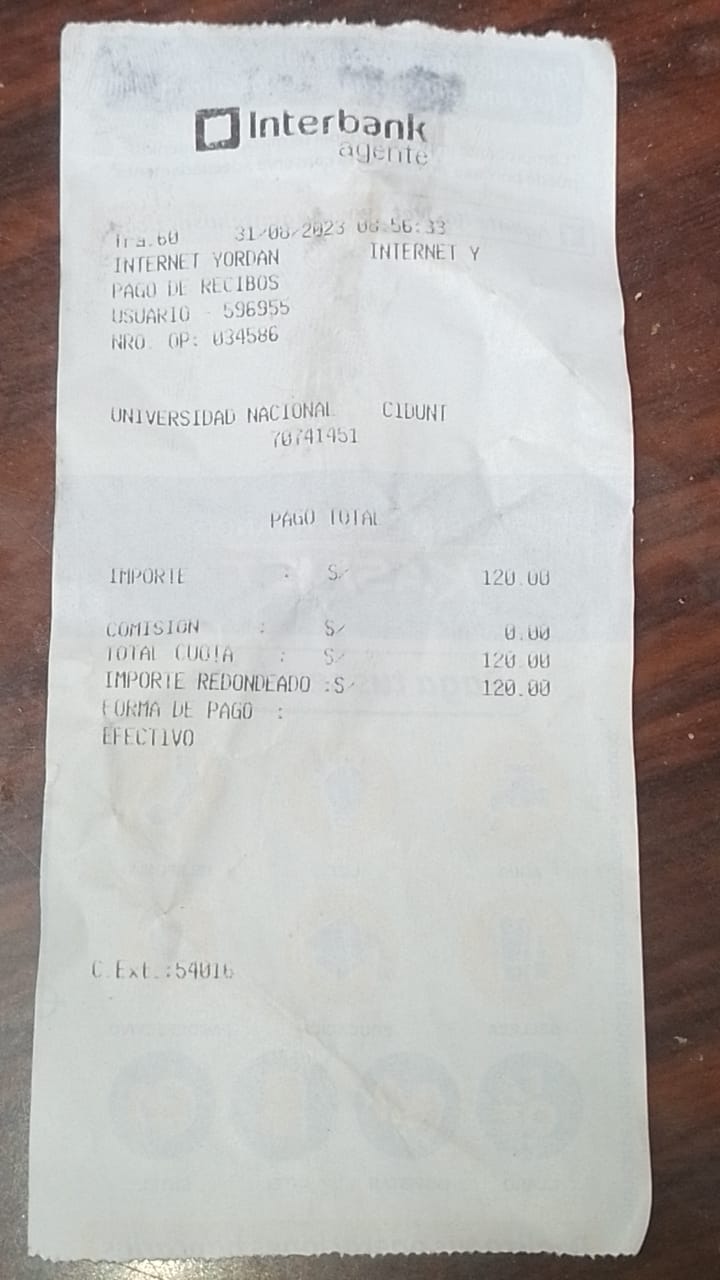 Interbank
agente
Tra.60 31/08/2023 08:56:33
INTERNET YORDAN INTERNET Y
PAGO DE RECIBOS
USUARIO - 596955
NRO. OP: 034586
UNIVERSIDAD NACIONAL CIDUNT
70741451
PAGO TOTAL
IMPORTE : S/ 120.00
COMISION : S/ 0.00
TOTAL CUOTA : S/ 120.00
IMPORTE REDONDEADO :S/ 120.00
FORMA DE PAGO :
EFECTIVO
C.Ext.:54016